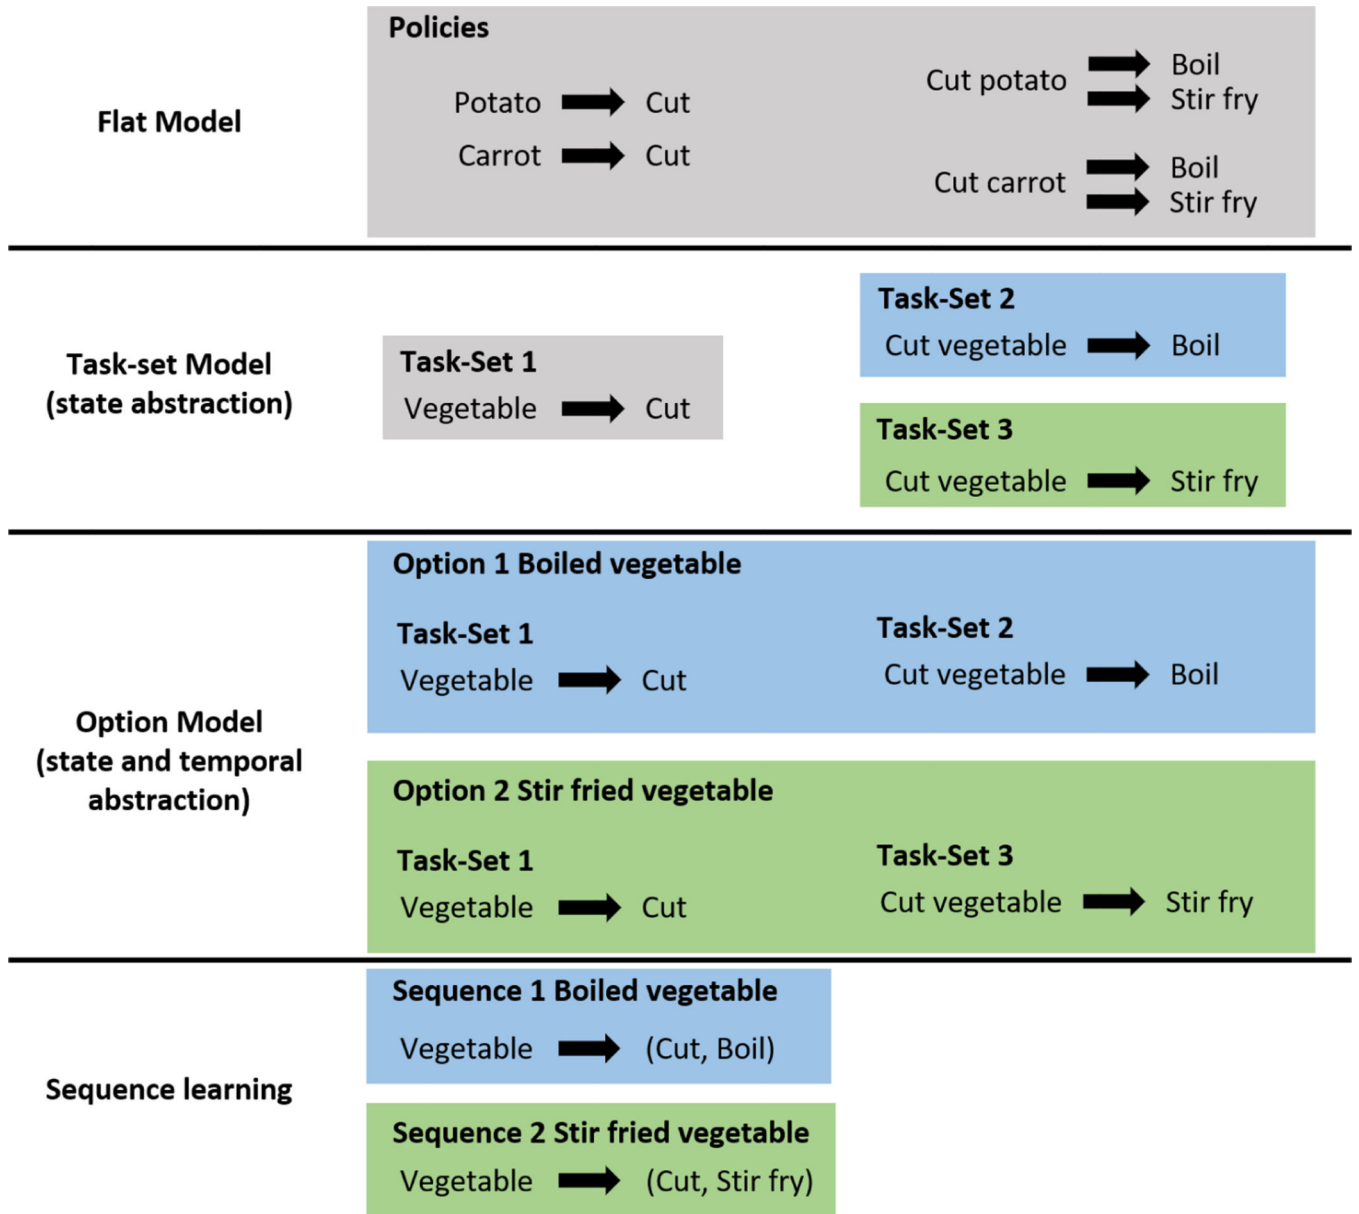 Flat Model
Policies
Potato → Cut
Carrot → Cut
Cut potato → Boil
→ Stir fry
Cut carrot → Boil
→ Stir fry
Task-set Model
(state abstraction)
Task-Set 1
Vegetable → Cut
Task-Set 2
Cut vegetable → Boil
Task-Set 3
Cut vegetable → Stir fry
Option Model
(state and temporal
abstraction)
Option 1 Boiled vegetable
Task-Set 1
Vegetable → Cut
Task-Set 2
Cut vegetable → Boil
Option 2 Stir fried vegetable
Task-Set 1
Vegetable → Cut
Task-Set 3
Cut vegetable → Stir fry
Sequence learning
Sequence 1 Boiled vegetable
Vegetable → (Cut, Boil)
Sequence 2 Stir fried vegetable
Vegetable → (Cut, Stir fry)